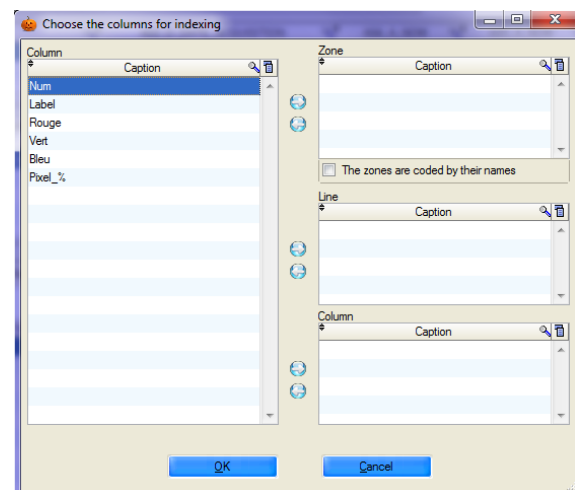 Choose the columns for indexing
Column
Caption
Num
Label
Rouge
Vert
Bleu
Pixel_%
Zone
Caption
The zones are coded by their names
Line
Caption
Column
Caption
OK
Cancel